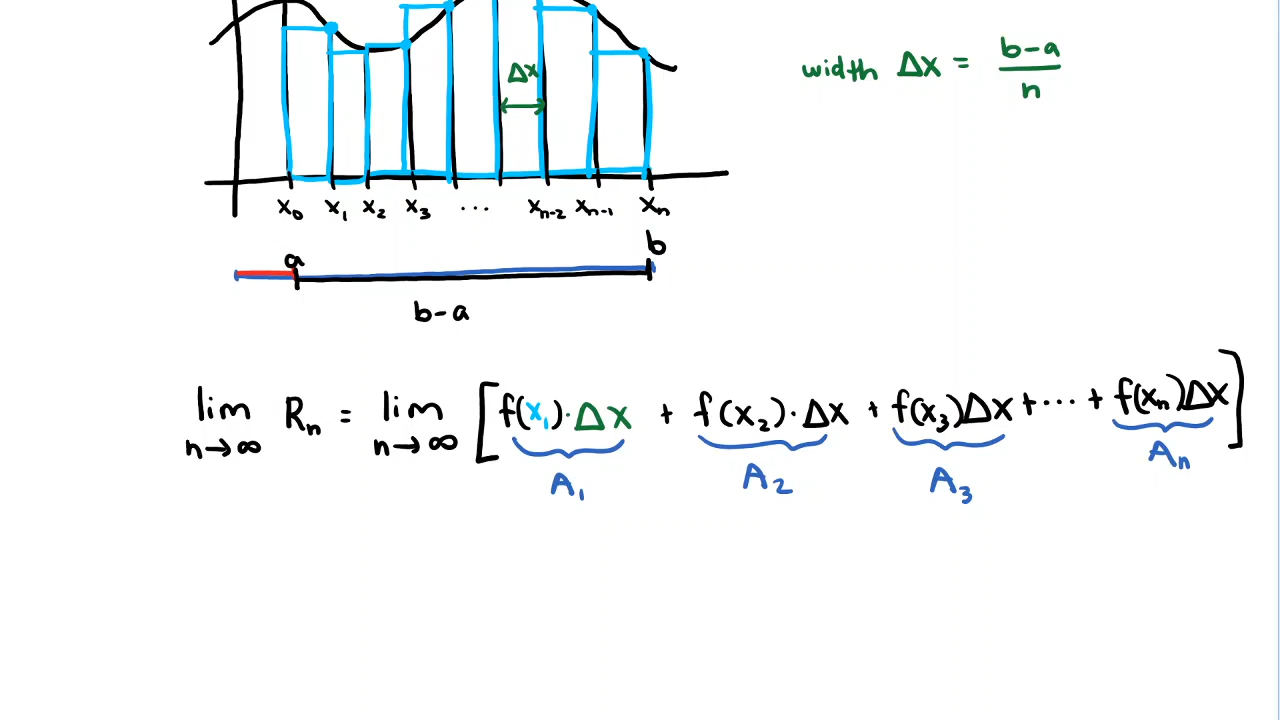 width Δx = b-a / n
Δx
x₀ x₁ x₂ x₃ ... xₙ₋₂ xₙ₋₁ xₙ
a b
b-a
lim n→∞ Rₙ = lim n→∞ [f(x₁)·Δx + f(x₂)·Δx + f(x₃)Δx + ··· + f(xₙ)Δx]
A₁ A₂ A₃ Aₙ